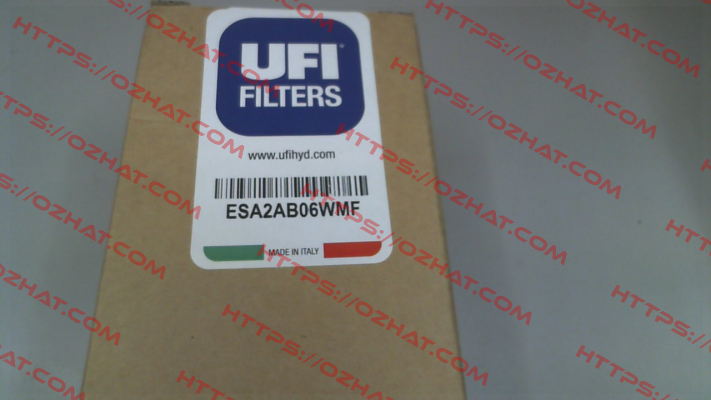 UFI
FILTERS
www.ufihyd.com
ESA2AB06WMF
MADE IN ITALY
HTTPS://OZHAT.COM